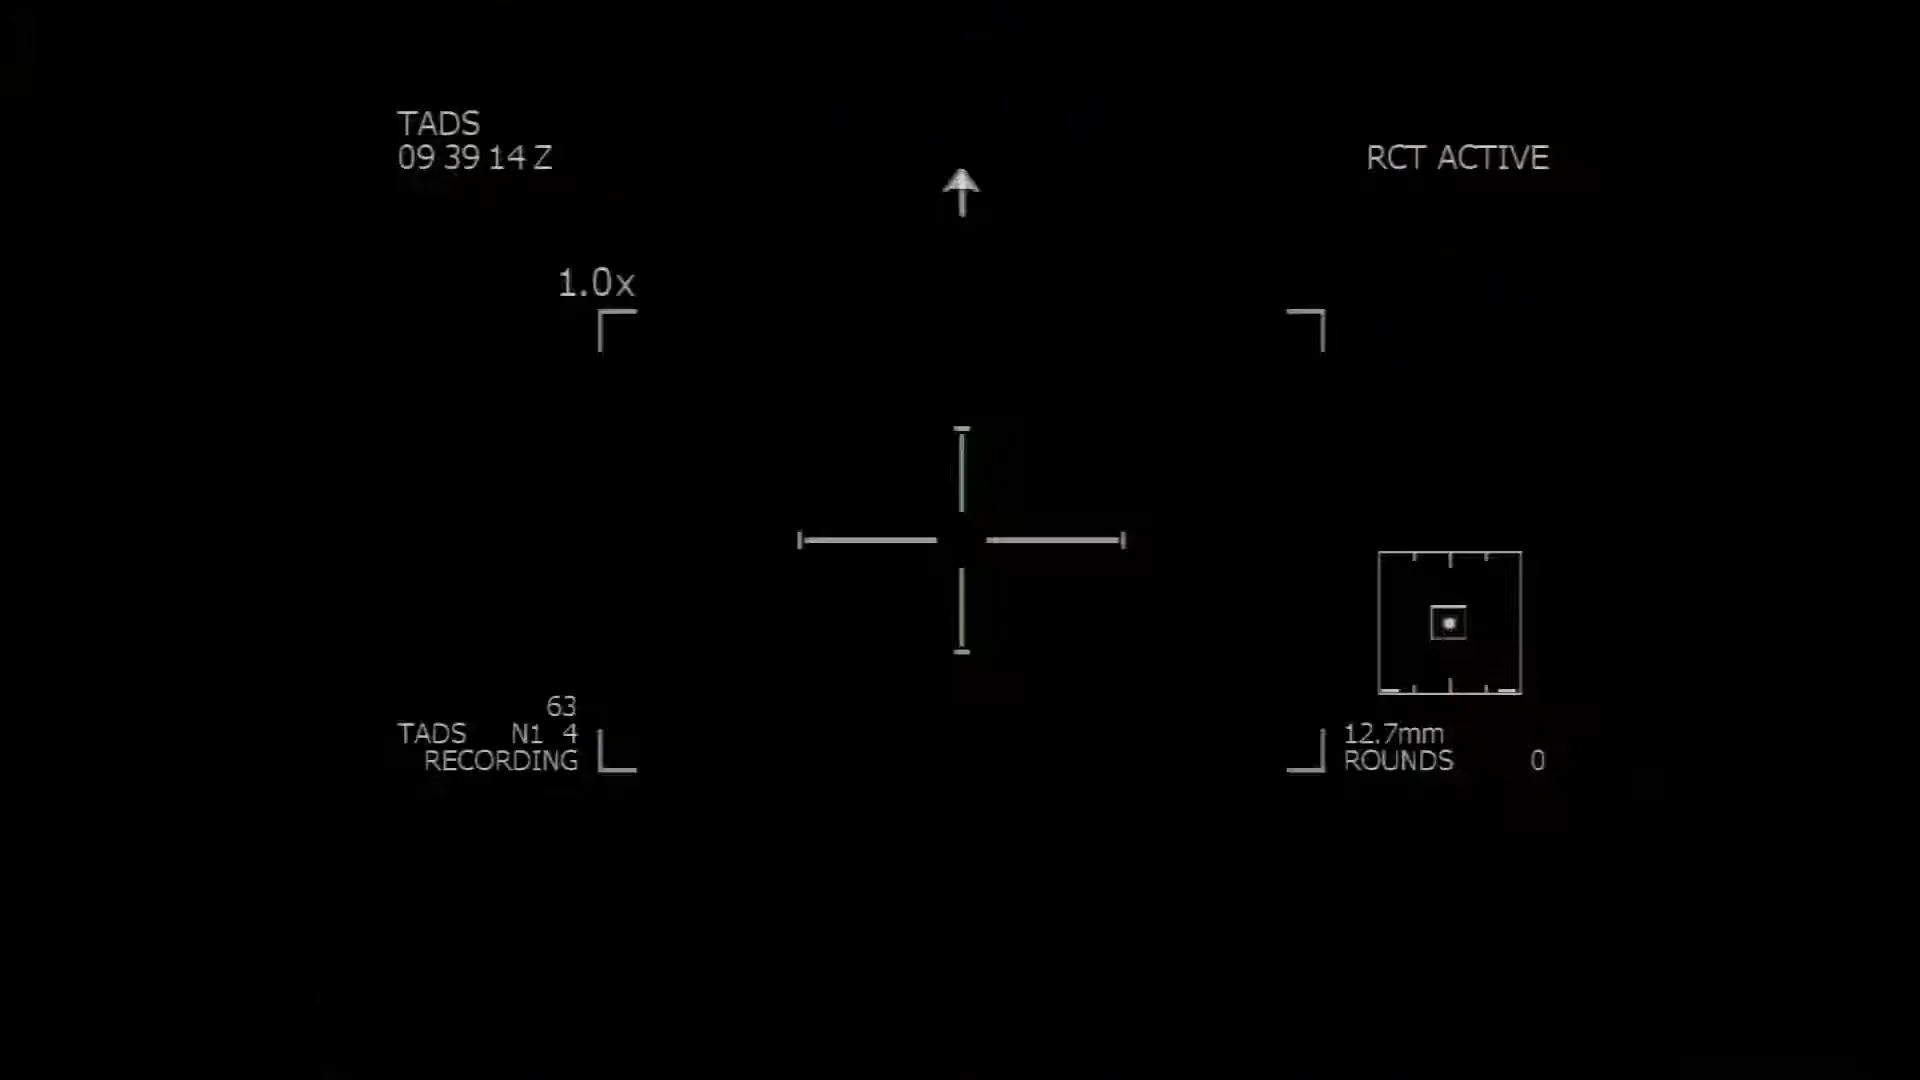 TADS
09 39 14 Z
RCT ACTIVE
1.0x
63
TADS N1 4
RECORDING
12.7mm
ROUNDS 0